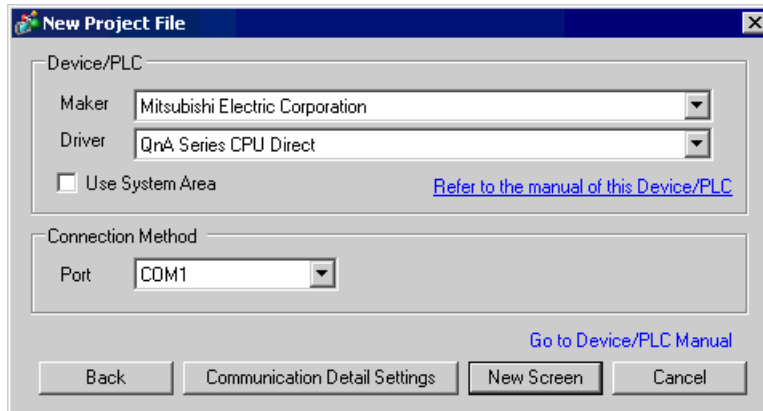 New Project File
Device/PLC
Maker Mitsubishi Electric Corporation
Driver QnA Series CPU Direct
Use System Area Refer to the manual of this Device/PLC
Connection Method
Port COM1
Go to Device/PLC Manual
Back Communication Detail Settings New Screen Cancel